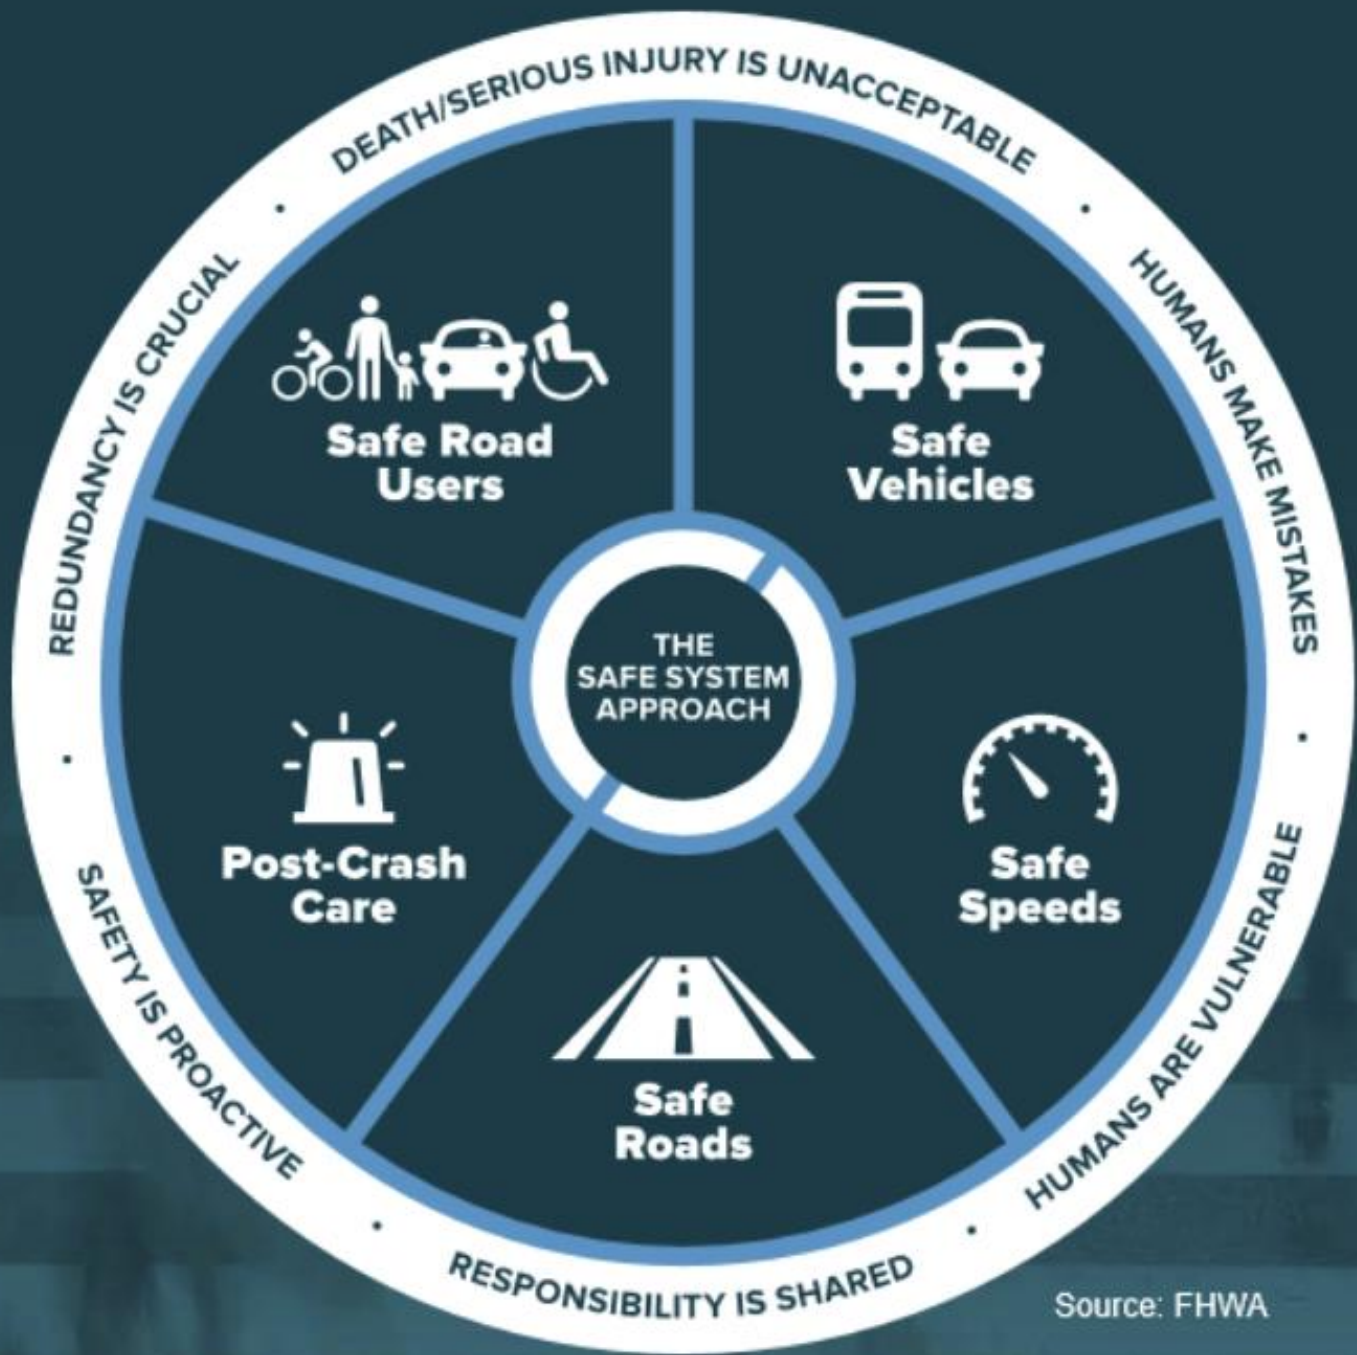 DEATH/SERIOUS INJURY IS UNACCEPTABLE
HUMANS MAKE MISTAKES
HUMANS ARE VULNERABLE
RESPONSIBILITY IS SHARED
SAFETY IS PROACTIVE
REDUNDANCY IS CRUCIAL
Safe Road
Users
Safe
Vehicles
Safe
Speeds
Safe
Roads
Post-Crash
Care
THE
SAFE SYSTEM
APPROACH
Source: FHWA